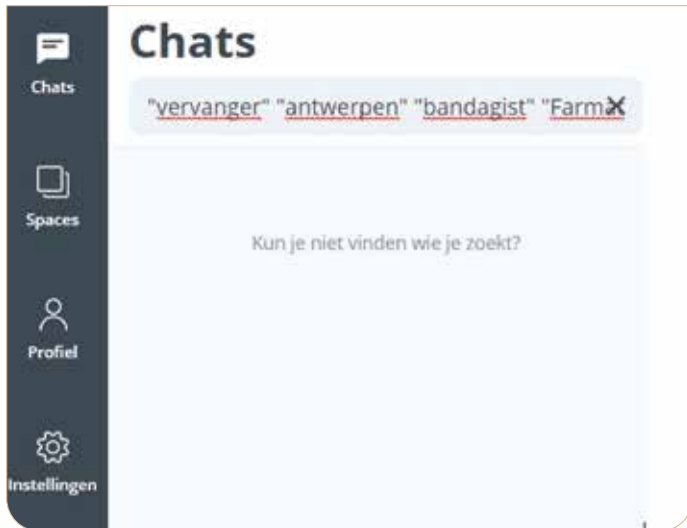 Chats
Chats
"vervanger" "antwerpen" "bandagist" "Farma
Kun je niet vinden wie je zoekt?
Spaces
Profiel
Instellingen